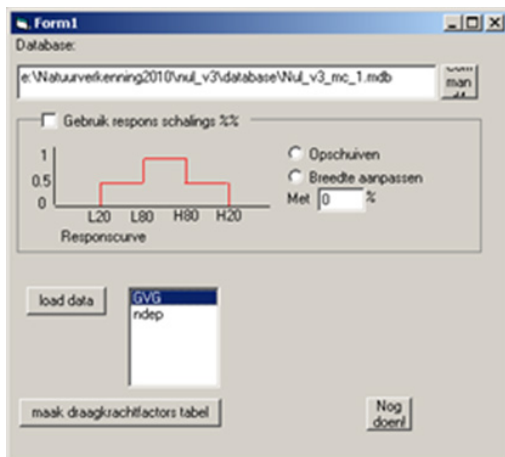 Form1
Database:
e:\Natuurverkenning2010\nul_v3\database\Nul_v3_mc_1.mdb
man
Gebruik respons schalings %%
1
0.5
0
L20 L80 H80 H20
Responscurve
Opschuiven
Breedte aanpassen
Met 0 %
load data
GVG
ndep
maak draagkrachtfactors tabel
Nog
doen!